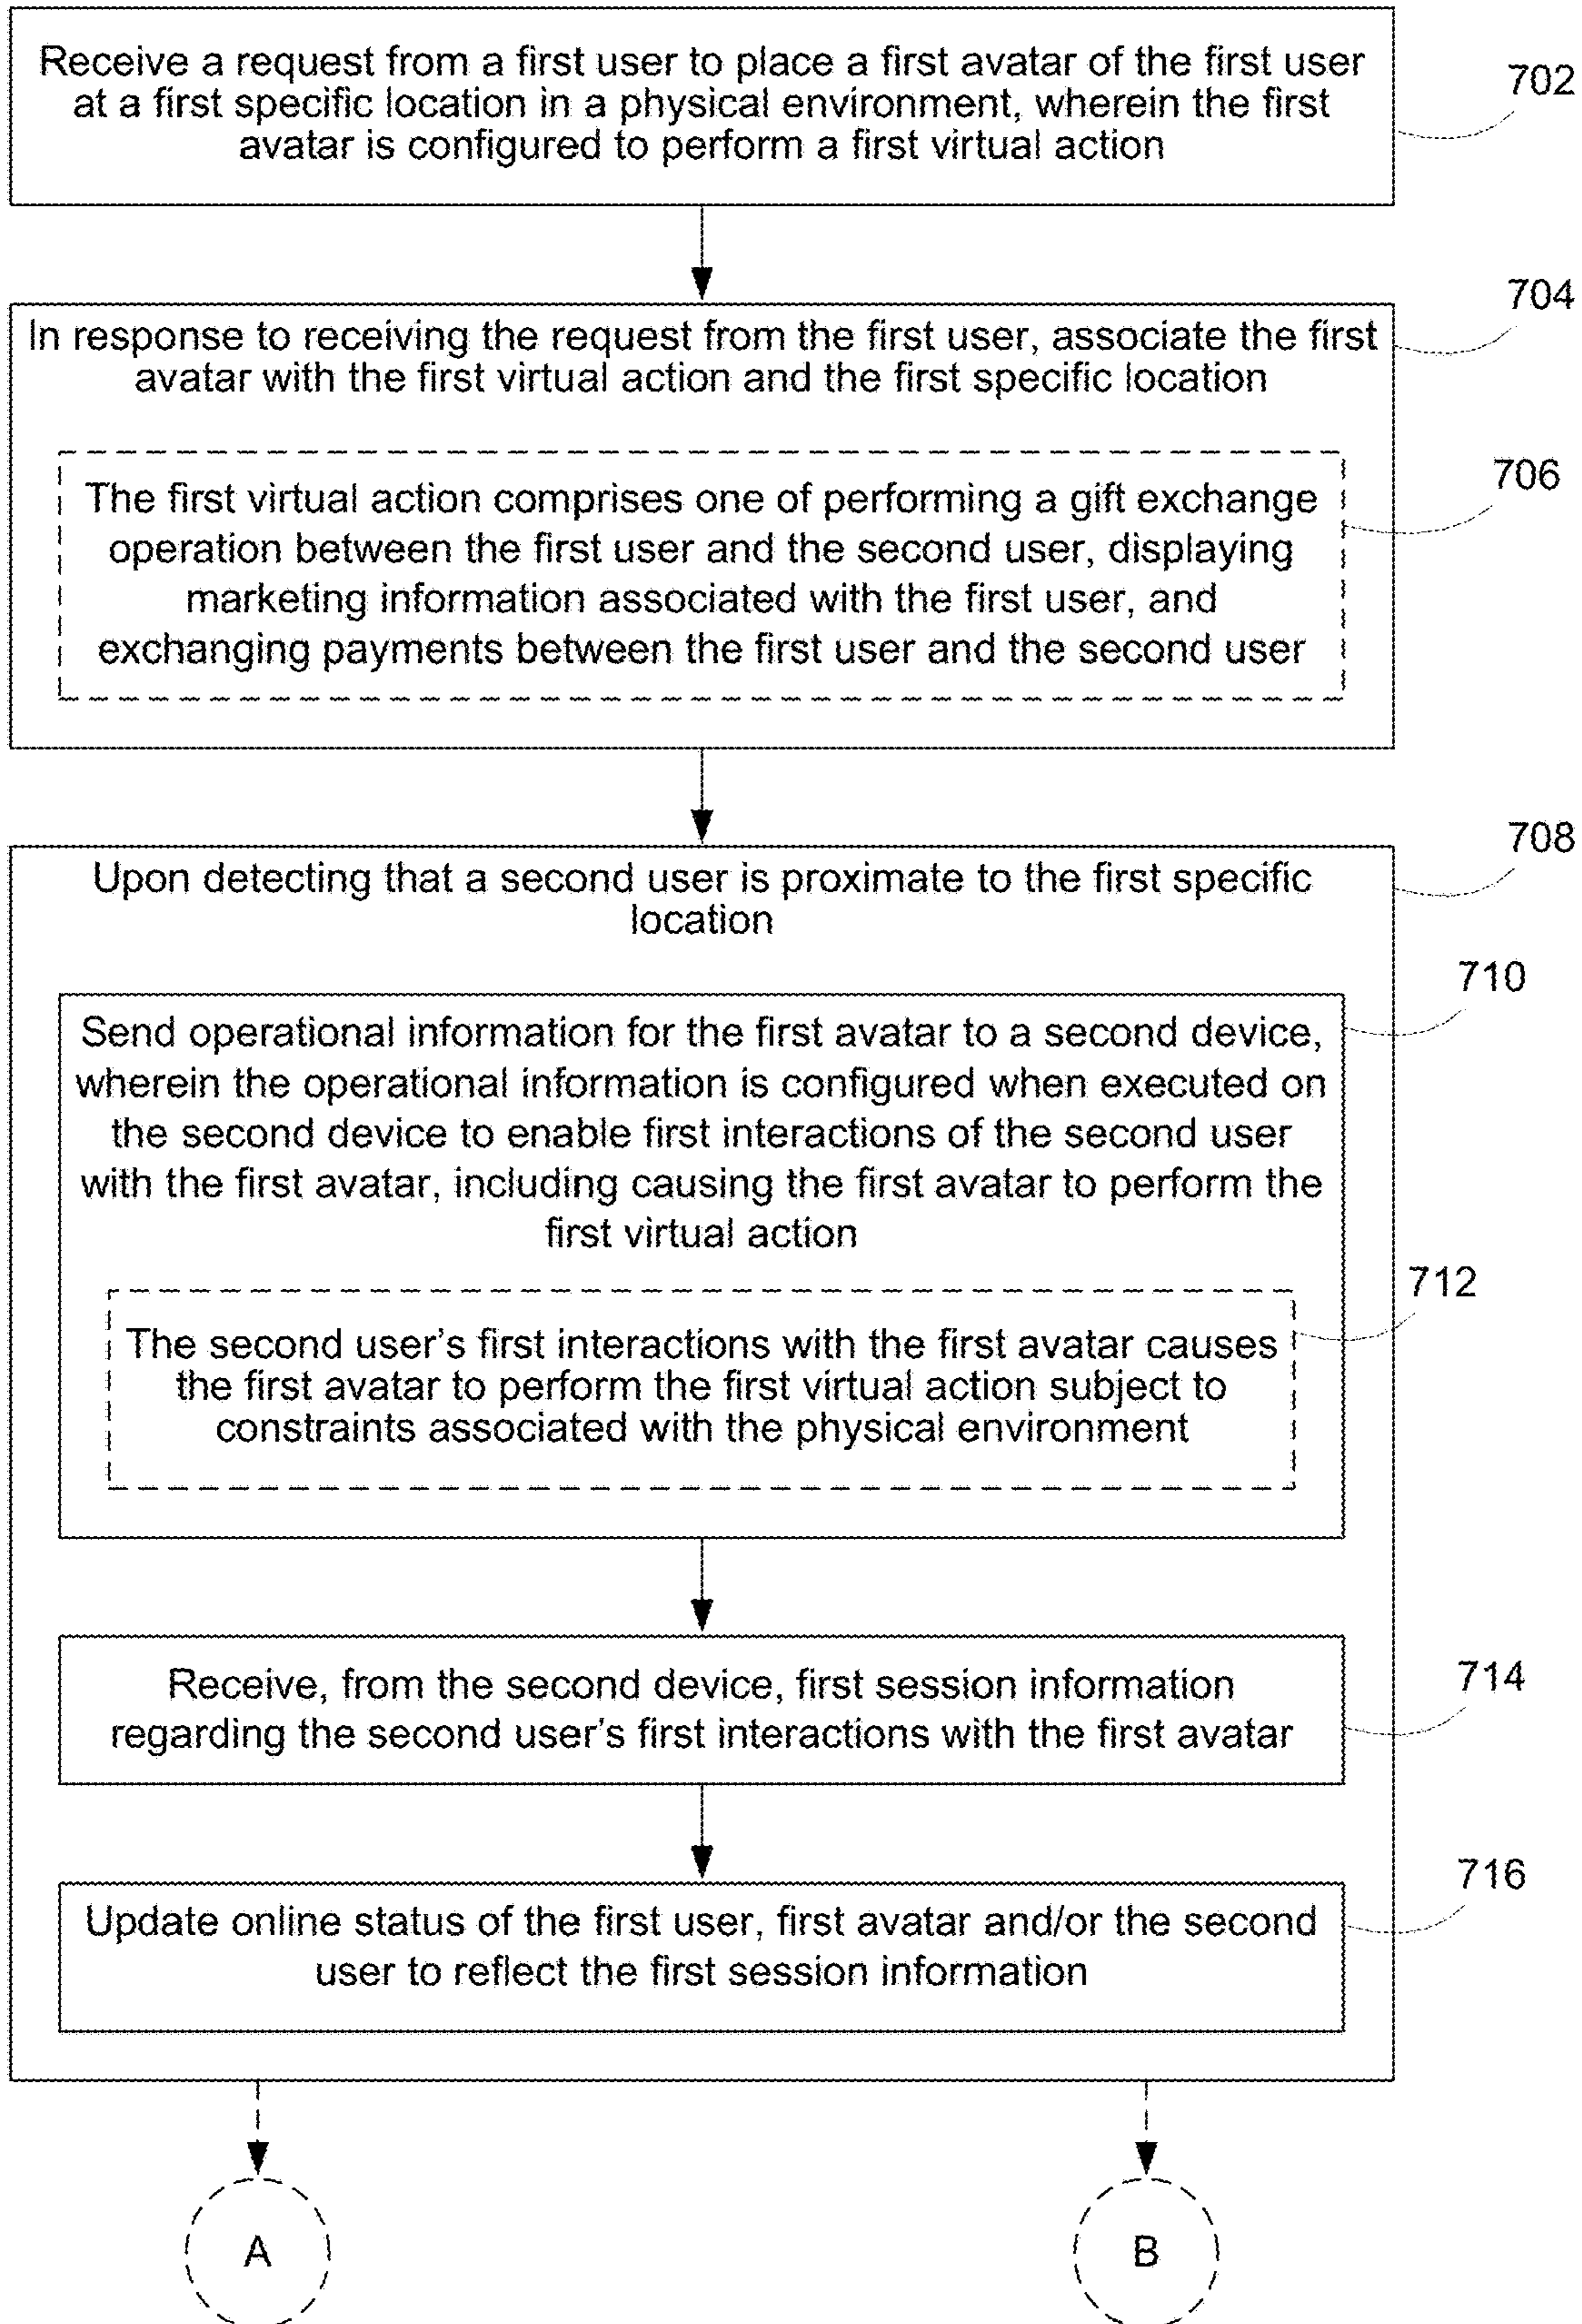 Receive a request from a first user to place a first avatar of the first user
at a first specific location in a physical environment, wherein the first
avatar is configured to perform a first virtual action
702
704
In response to receiving the request from the first user, associate the first
avatar with the first virtual action and the first specific location
706
The first virtual action comprises one of performing a gift exchange
operation between the first user and the second user, displaying
marketing information associated with the first user, and
exchanging payments between the first user and the second user
708
Upon detecting that a second user is proximate to the first specific
location
710
Send operational information for the first avatar to a second device,
wherein the operational information is configured when executed on
the second device to enable first interactions of the second user
with the first avatar, including causing the first avatar to perform the
first virtual action
712
The second user's first interactions with the first avatar causes
the first avatar to perform the first virtual action subject to
constraints associated with the physical environment
714
Receive, from the second device, first session information
regarding the second user's first interactions with the first avatar
716
Update online status of the first user, first avatar and/or the second
user to reflect the first session information
A
B